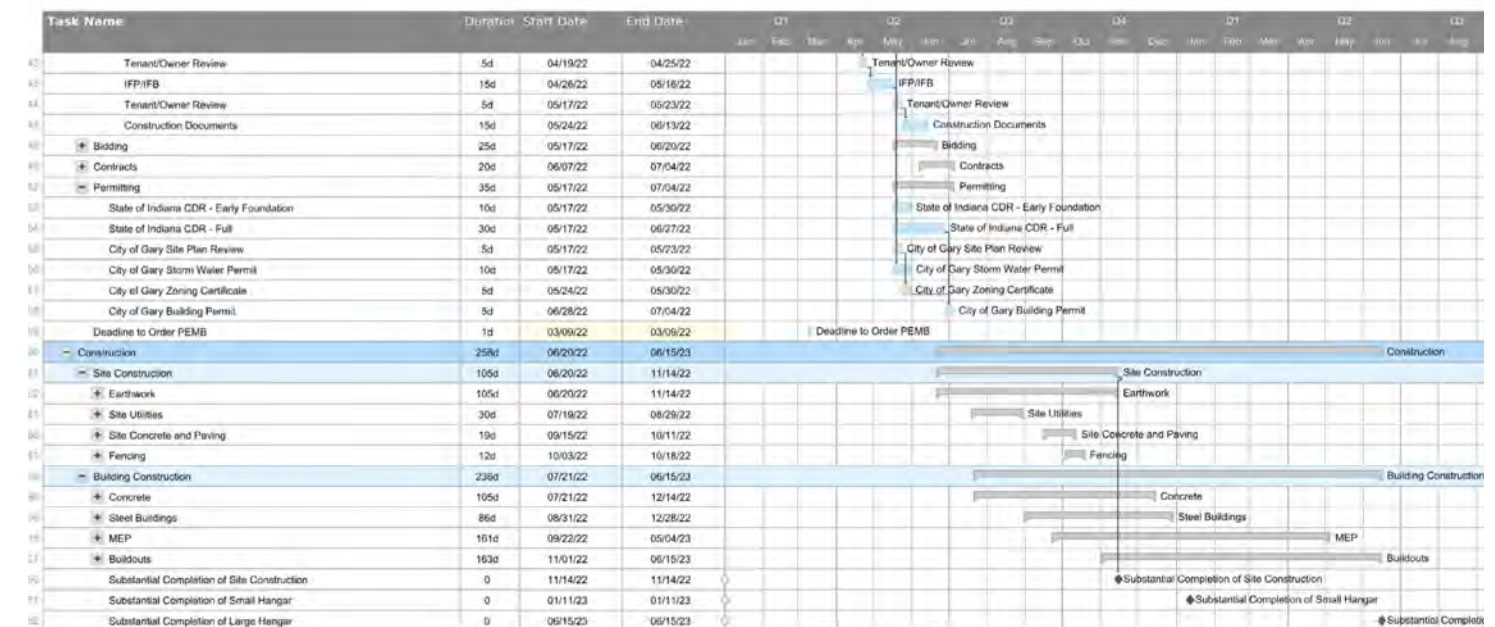 Task Name Duration Start Date End Date Q1 Q2 Q3 Q4 Q1 Q2 Q3
Jan Feb Mar Apr May Jun Jul Aug Sep Oct Nov Dec Jan Feb Mar Apr May Jun Jul Aug
Tenant/Owner Review 5d 04/19/22 04/25/22 Tenant/Owner Review
IFP/IFB 15d 04/26/22 05/16/22 IFP/IFB
Tenant/Owner Review 5d 05/17/22 05/23/22 Tenant/Owner Review
Construction Documents 15d 05/24/22 06/13/22 Construction Documents
Bidding 25d 05/17/22 06/20/22 Bidding
Contracts 20d 06/07/22 07/04/22 Contracts
Permitting 35d 05/17/22 07/04/22 Permitting
State of Indiana CDR - Early Foundation 10d 05/17/22 05/30/22 State of Indiana CDR - Early Foundation
State of Indiana CDR - Full 30d 05/17/22 06/27/22 State of Indiana CDR - Full
City of Gary Site Plan Review 5d 05/17/22 05/23/22 City of Gary Site Plan Review
City of Gary Storm Water Permit 10d 05/17/22 05/30/22 City of Gary Storm Water Permit
City of Gary Zoning Certificate 5d 05/24/22 05/30/22 City of Gary Zoning Certificate
City of Gary Building Permit 5d 06/28/22 07/04/22 City of Gary Building Permit
Deadline to Order PEMB 1d 03/09/22 03/09/22 Deadline to Order PEMB
Construction 258d 06/20/22 06/15/23 Construction
Site Construction 105d 06/20/22 11/14/22 Site Construction
Earthwork 105d 06/20/22 11/14/22 Earthwork
Site Utilities 30d 07/19/22 08/29/22 Site Utilities
Site Concrete and Paving 19d 09/15/22 10/11/22 Site Concrete and Paving
Fencing 12d 10/03/22 10/18/22 Fencing
Building Construction 236d 07/21/22 06/15/23 Building Construction
Concrete 105d 07/21/22 12/14/22 Concrete
Steel Buildings 86d 08/31/22 12/28/22 Steel Buildings
MEP 161d 09/22/22 05/04/23 MEP
Buildouts 163d 11/01/22 06/15/23 Buildouts
Substantial Completion of Site Construction 0 11/14/22 11/14/22 Substantial Completion of Site Construction
Substantial Completion of Small Hangar 0 01/11/23 01/11/23 Substantial Completion of Small Hangar
Substantial Completion of Large Hangar 0 06/15/23 06/15/23 Substantial Completi